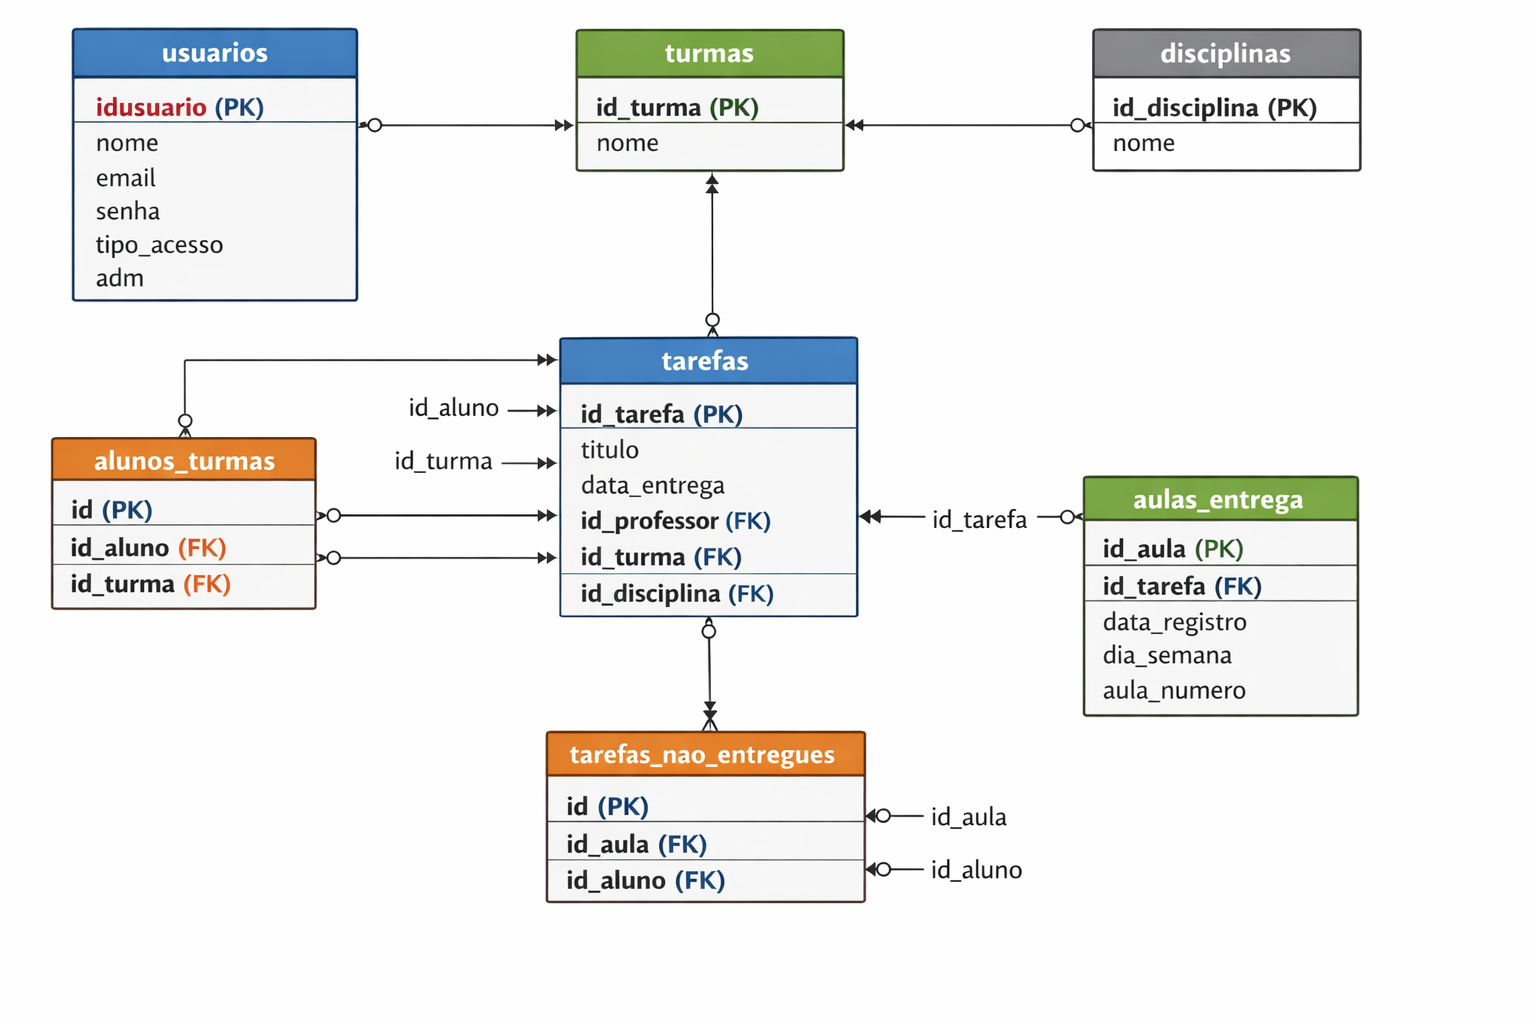 usuarios
idusuario (PK)
nome
email
senha
tipo_acesso
adm
turmas
id_turma (PK)
nome
disciplinas
id_disciplina (PK)
nome
tarefas
id_tarefa (PK)
titulo
data_entrega
id_professor (FK)
id_turma (FK)
id_disciplina (FK)
id_aluno
id_turma
alunos_turmas
id (PK)
id_aluno (FK)
id_turma (FK)
id_tarefa
aulas_entrega
id_aula (PK)
id_tarefa (FK)
data_registro
dia_semana
aula_numero
tarefas_nao_entregues
id (PK)
id_aula (FK)
id_aluno (FK)
id_aula
id_aluno